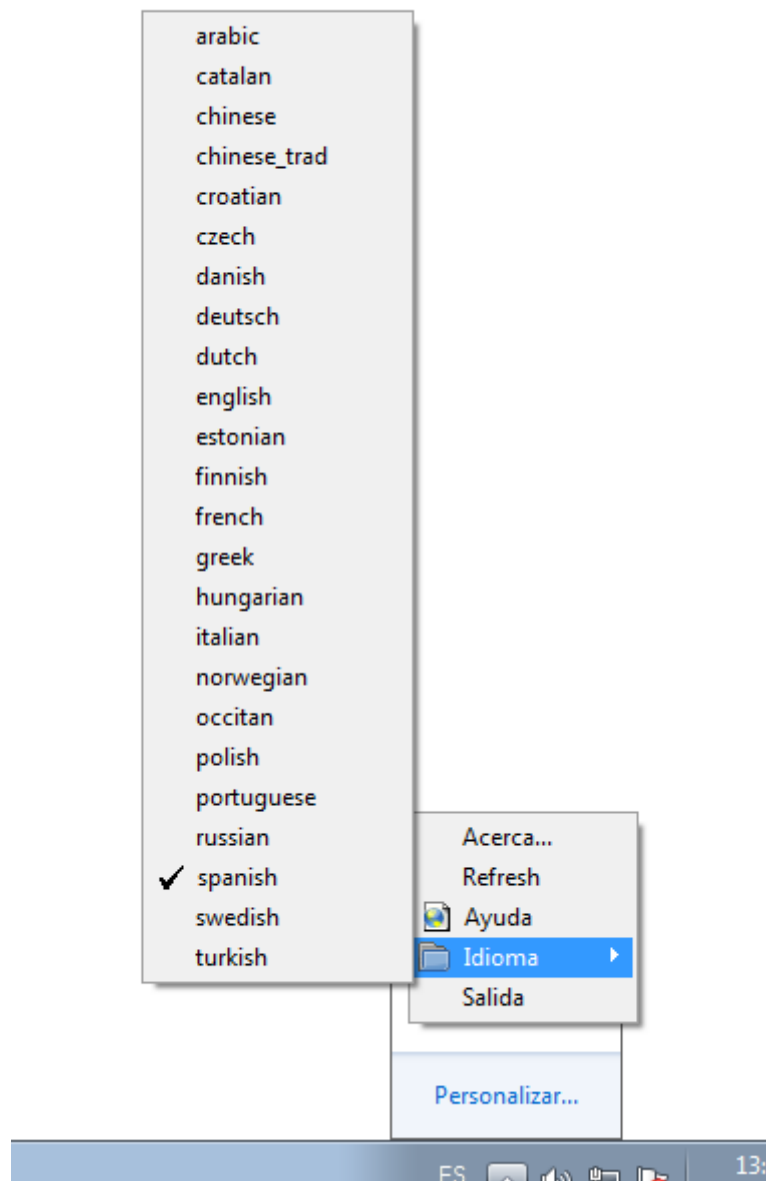 arabic
catalan
chinese
chinese_trad
croatian
czech
danish
deutsch
dutch
english
estonian
finnish
french
greek
hungarian
italian
norwegian
occitan
polish
portuguese
russian
spanish
swedish
turkish
Acerca...
Refresh
Ayuda
Idioma
Salida
Personalizar...
ES
13: